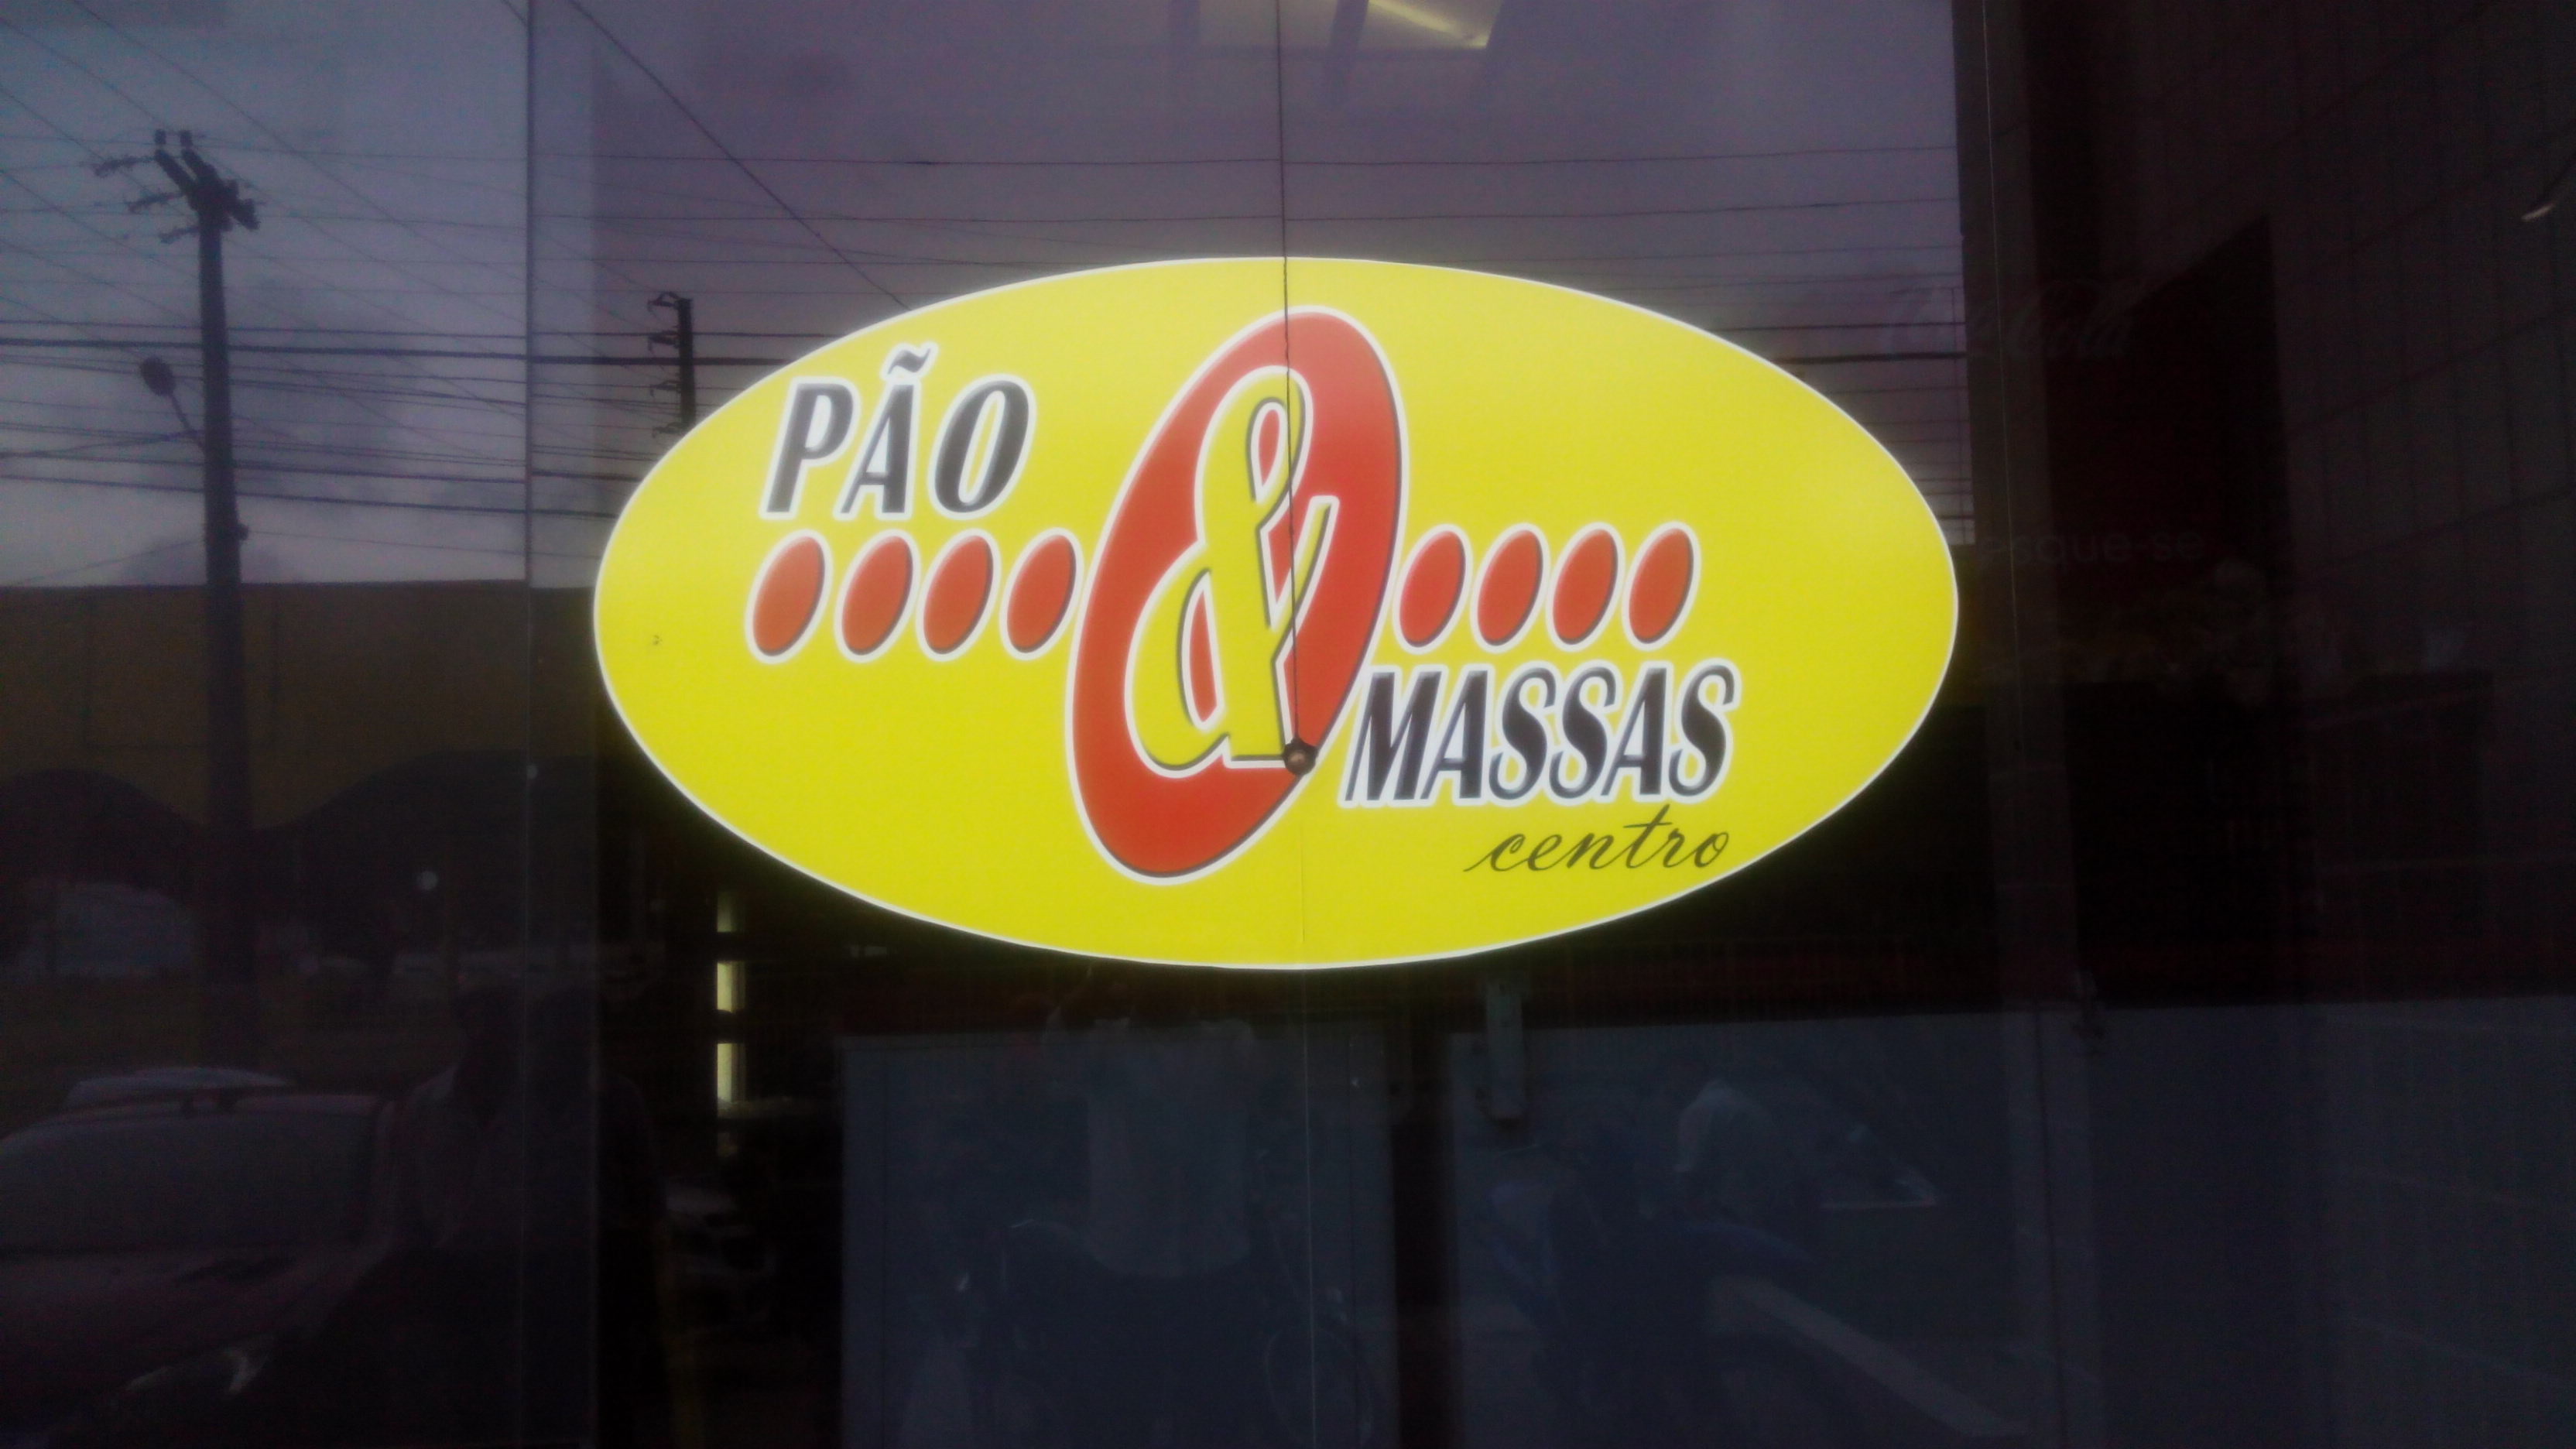 PÃO
&
MASSAS
centro